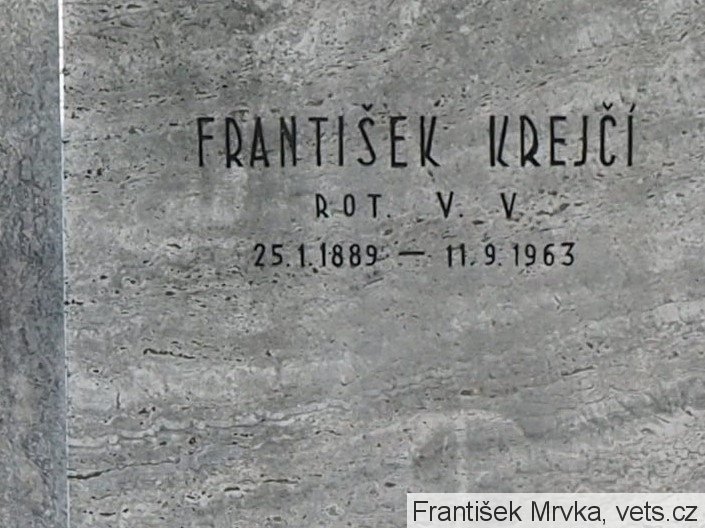 FRANTIŠEK KREJČÍ
ROT. V. V
25.1.1889 — 11.9.1963
František Mrvka, vets.cz